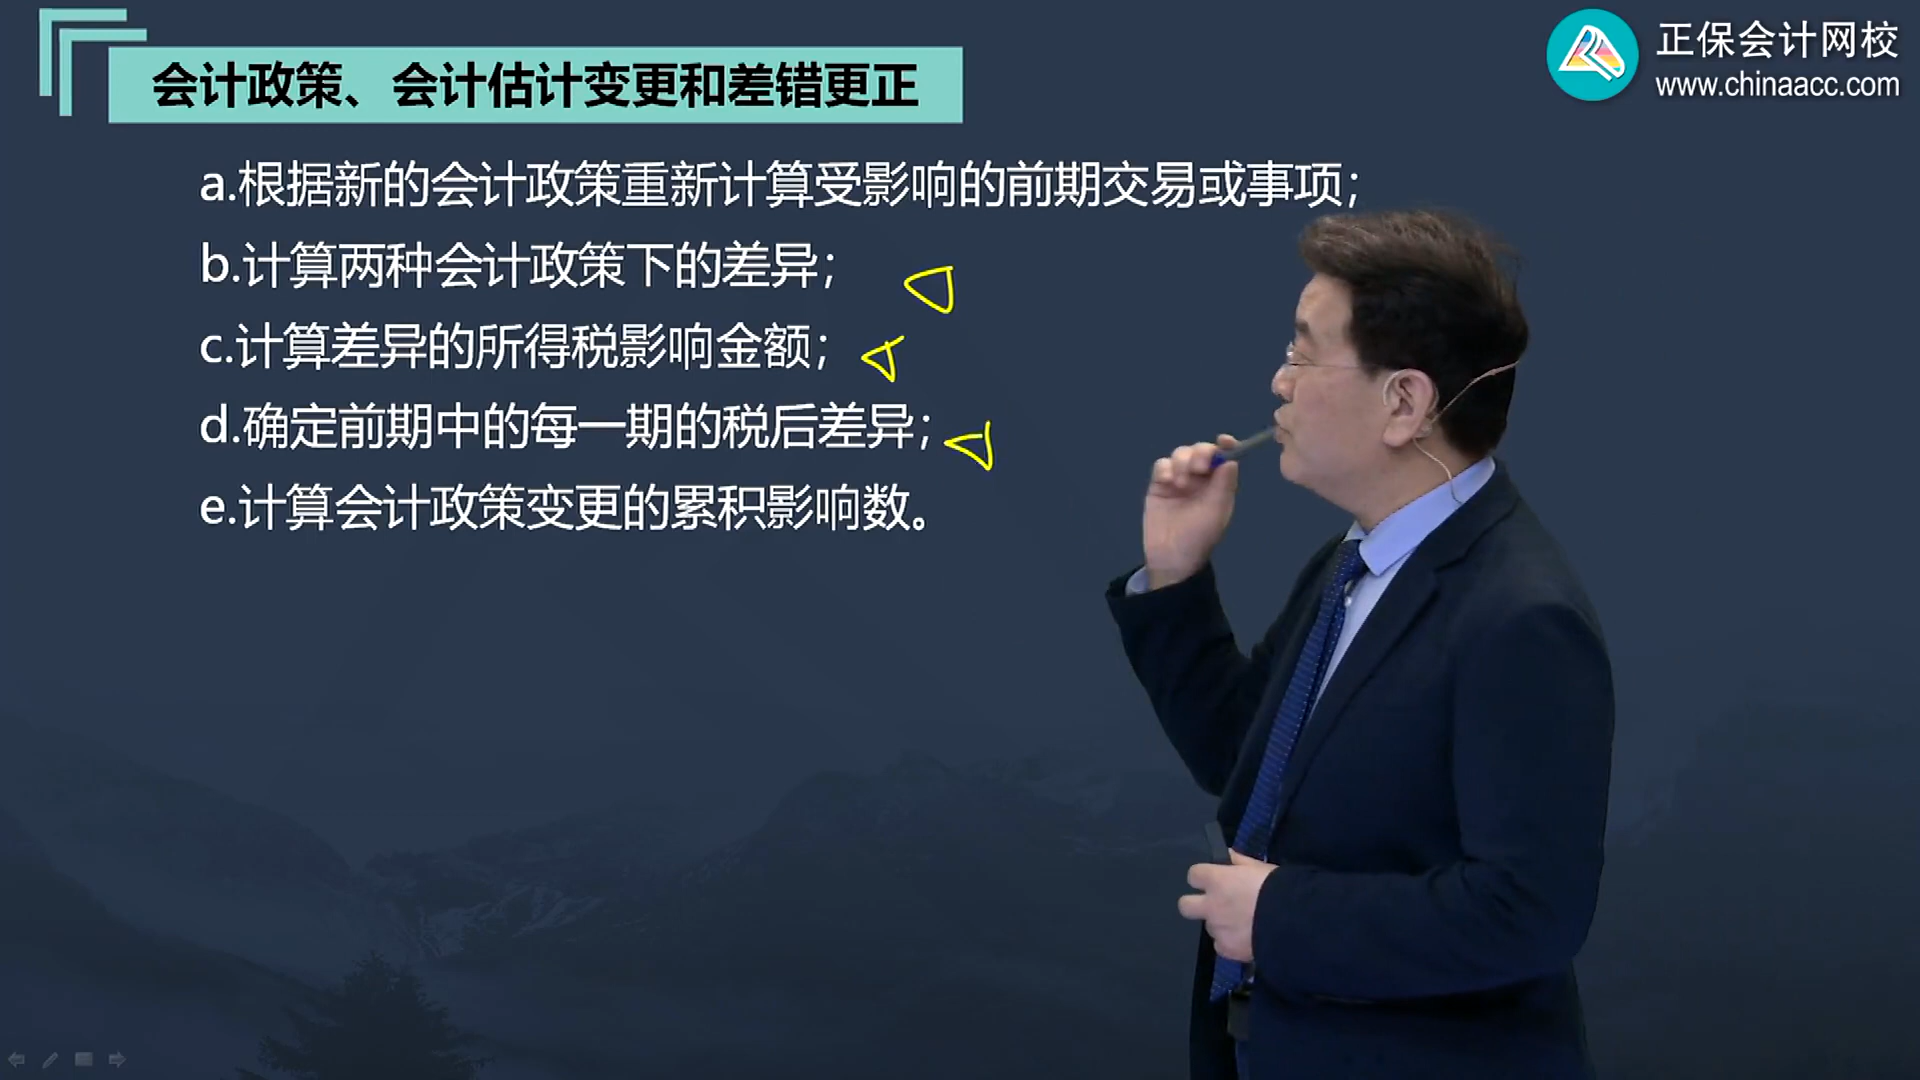 会计政策、会计估计变更和差错更正
正保会计网校
www.chinaacc.com
a.根据新的会计政策重新计算受影响的前期交易或事项；
b.计算两种会计政策下的差异；
c.计算差异的所得税影响金额；
d.确定前期中的每一期的税后差异；
e.计算会计政策变更的累积影响数。